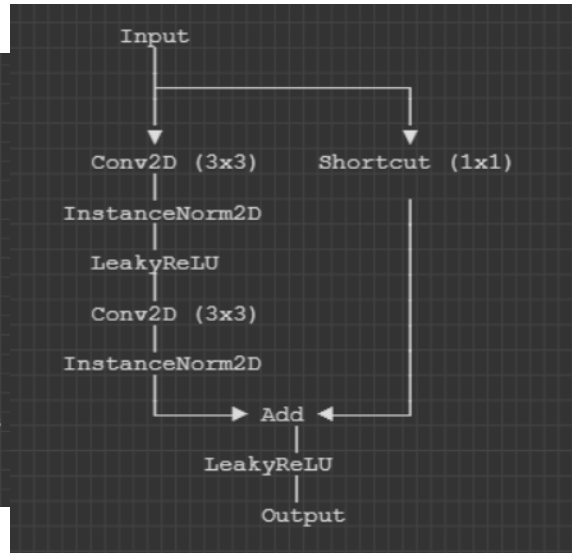 Input
Conv2D (3x3) Shortcut (1x1)
InstanceNorm2D
LeakyReLU
Conv2D (3x3)
InstanceNorm2D
Add
LeakyReLU
Output